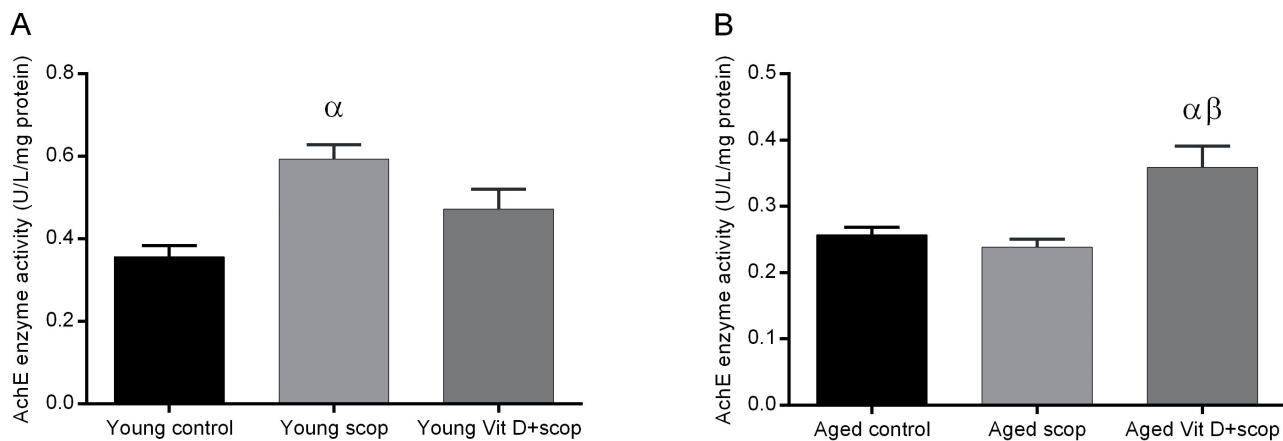 A
AchE enzyme activity (U/L/mg protein)
0.8
0.6
0.4
0.2
0.0
α
Young control
Young scop
Young Vit D+scop
B
AchE enzyme activity (U/L/mg protein)
0.5
0.4
0.3
0.2
0.1
0.0
αβ
Aged control
Aged scop
Aged Vit D+scop